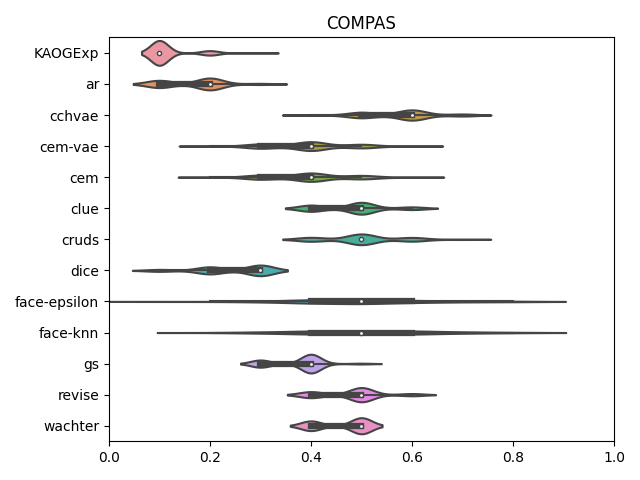 COMPAS
KAOGExp
ar
cchvae
cem-vae
cem
clue
cruds
dice
face-epsilon
face-knn
gs
revise
wachter
0.0 0.2 0.4 0.6 0.8 1.0